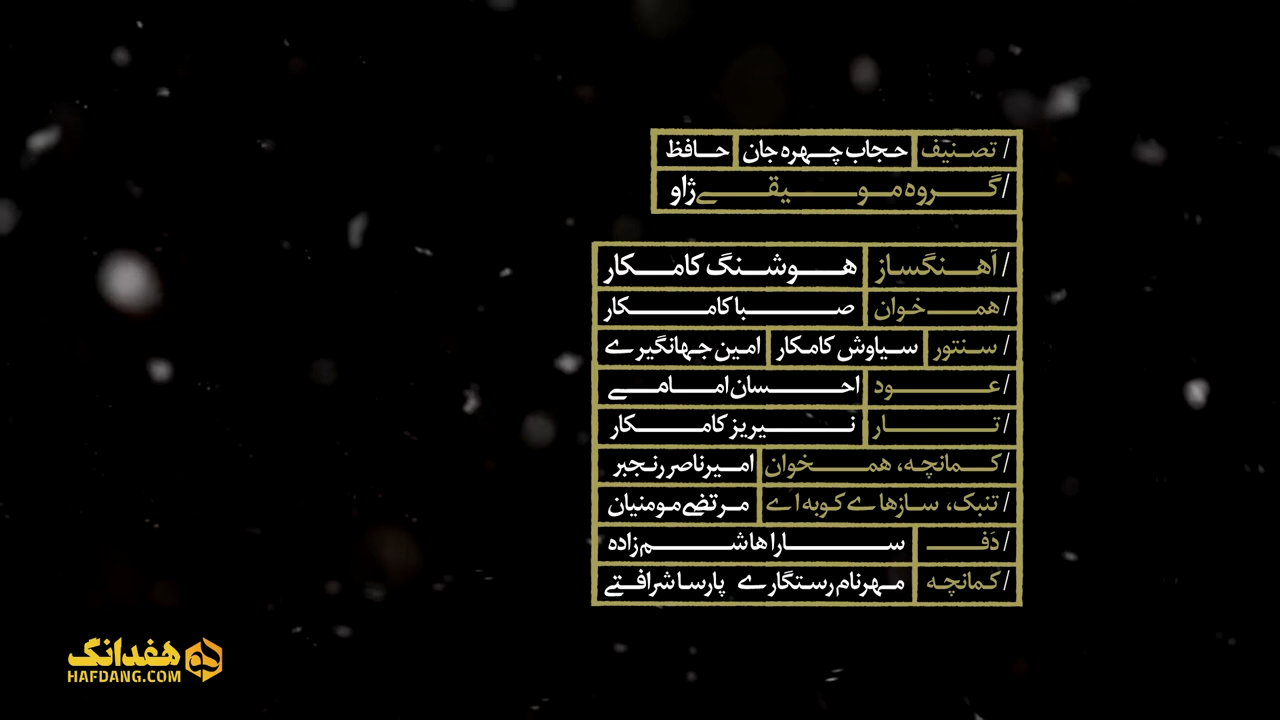 / تصنیف حجاب چهره جان حافظ
/ گروه موسیقی ژاو
/ آهنگساز هوشنگ کامکار
/ همخوان صبا کامکار
/ سنتور سیاوش کامکار امین جهانگیری
/ عود احسان امامی
/ تار نیریز کامکار
/ کمانچه، همخوان امیرناصر رنجبر
/ تنبک، سازهای کوبه ای مرتضی مومنیان
/ دَف سارا هاشم زاده
/ کمانچه مهرنام رستگاری پارسا شرافتی
هفدانگ
HAFDANG.COM